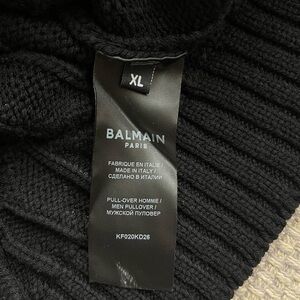 XL
BALMAIN
PARIS
FABRIQUE EN ITALIE /
MADE IN ITALY /
СДЕЛАНО В ИТАЛИИ
PULL-OVER HOMME /
MEN PULLOVER /
МУЖСКОЙ ПУЛОВЕР
KF020KD26